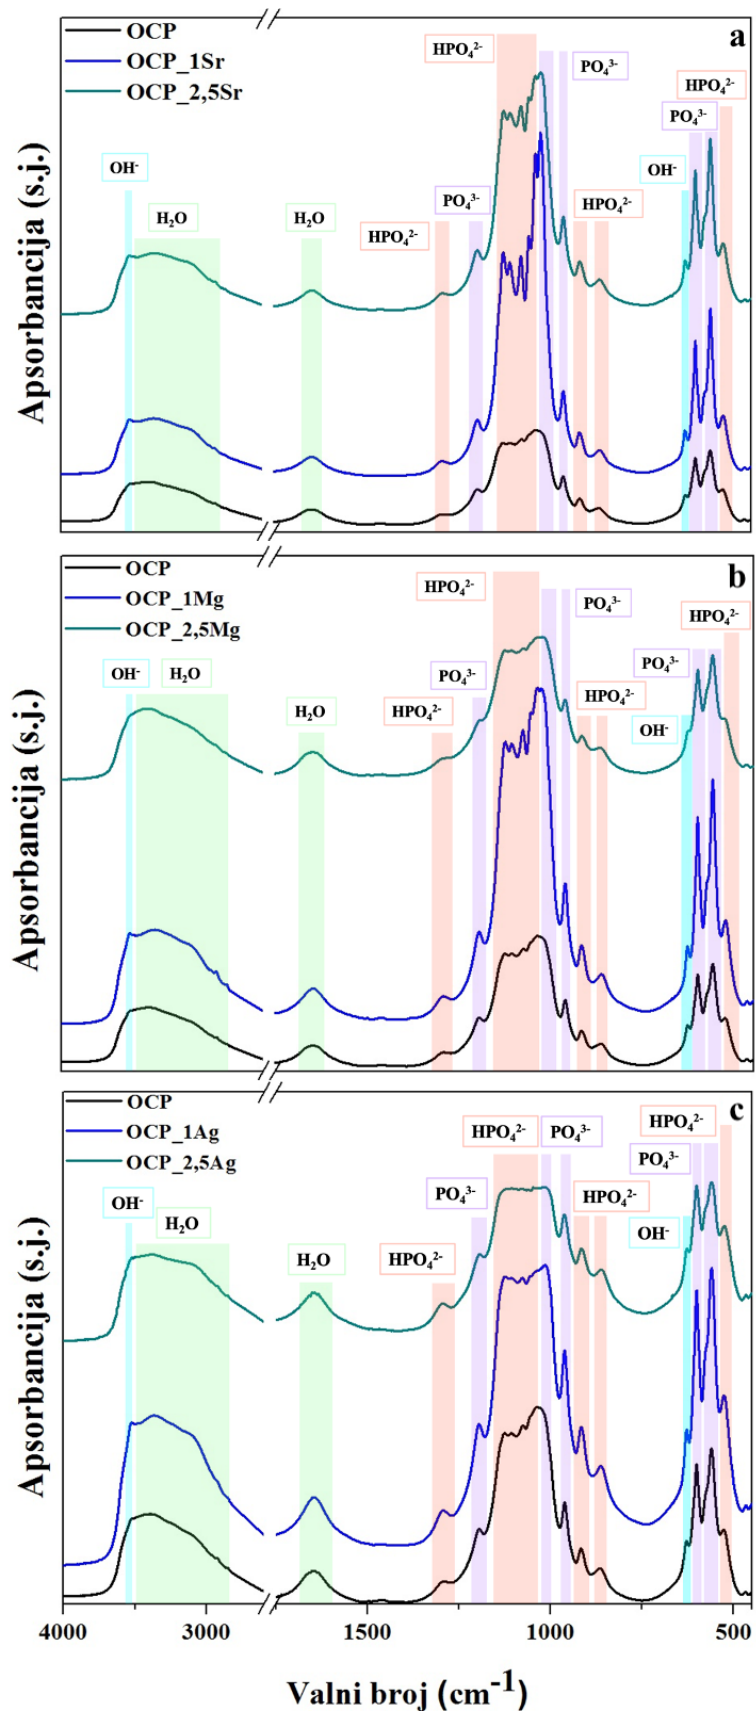 a
OCP
OCP_1Sr
OCP_2,5Sr
HPO₄²⁻
PO₄³⁻
HPO₄²⁻
PO₄³⁻
OH⁻
OH⁻
H₂O
H₂O
PO₄³⁻
HPO₄²⁻
HPO₄²⁻
Apsorbancija (s.j.)
b
OCP
OCP_1Mg
OCP_2,5Mg
HPO₄²⁻
PO₄³⁻
HPO₄²⁻
PO₄³⁻
OH⁻
H₂O
PO₄³⁻
HPO₄²⁻
H₂O
HPO₄²⁻
OH⁻
Apsorbancija (s.j.)
c
OCP
OCP_1Ag
OCP_2,5Ag
HPO₄²⁻
PO₄³⁻
HPO₄²⁻
PO₄³⁻
PO₄³⁻
HPO₄²⁻
OH⁻
H₂O
H₂O
HPO₄²⁻
OH⁻
Apsorbancija (s.j.)
4000 3000 1500 1000 500
Valni broj (cm⁻¹)